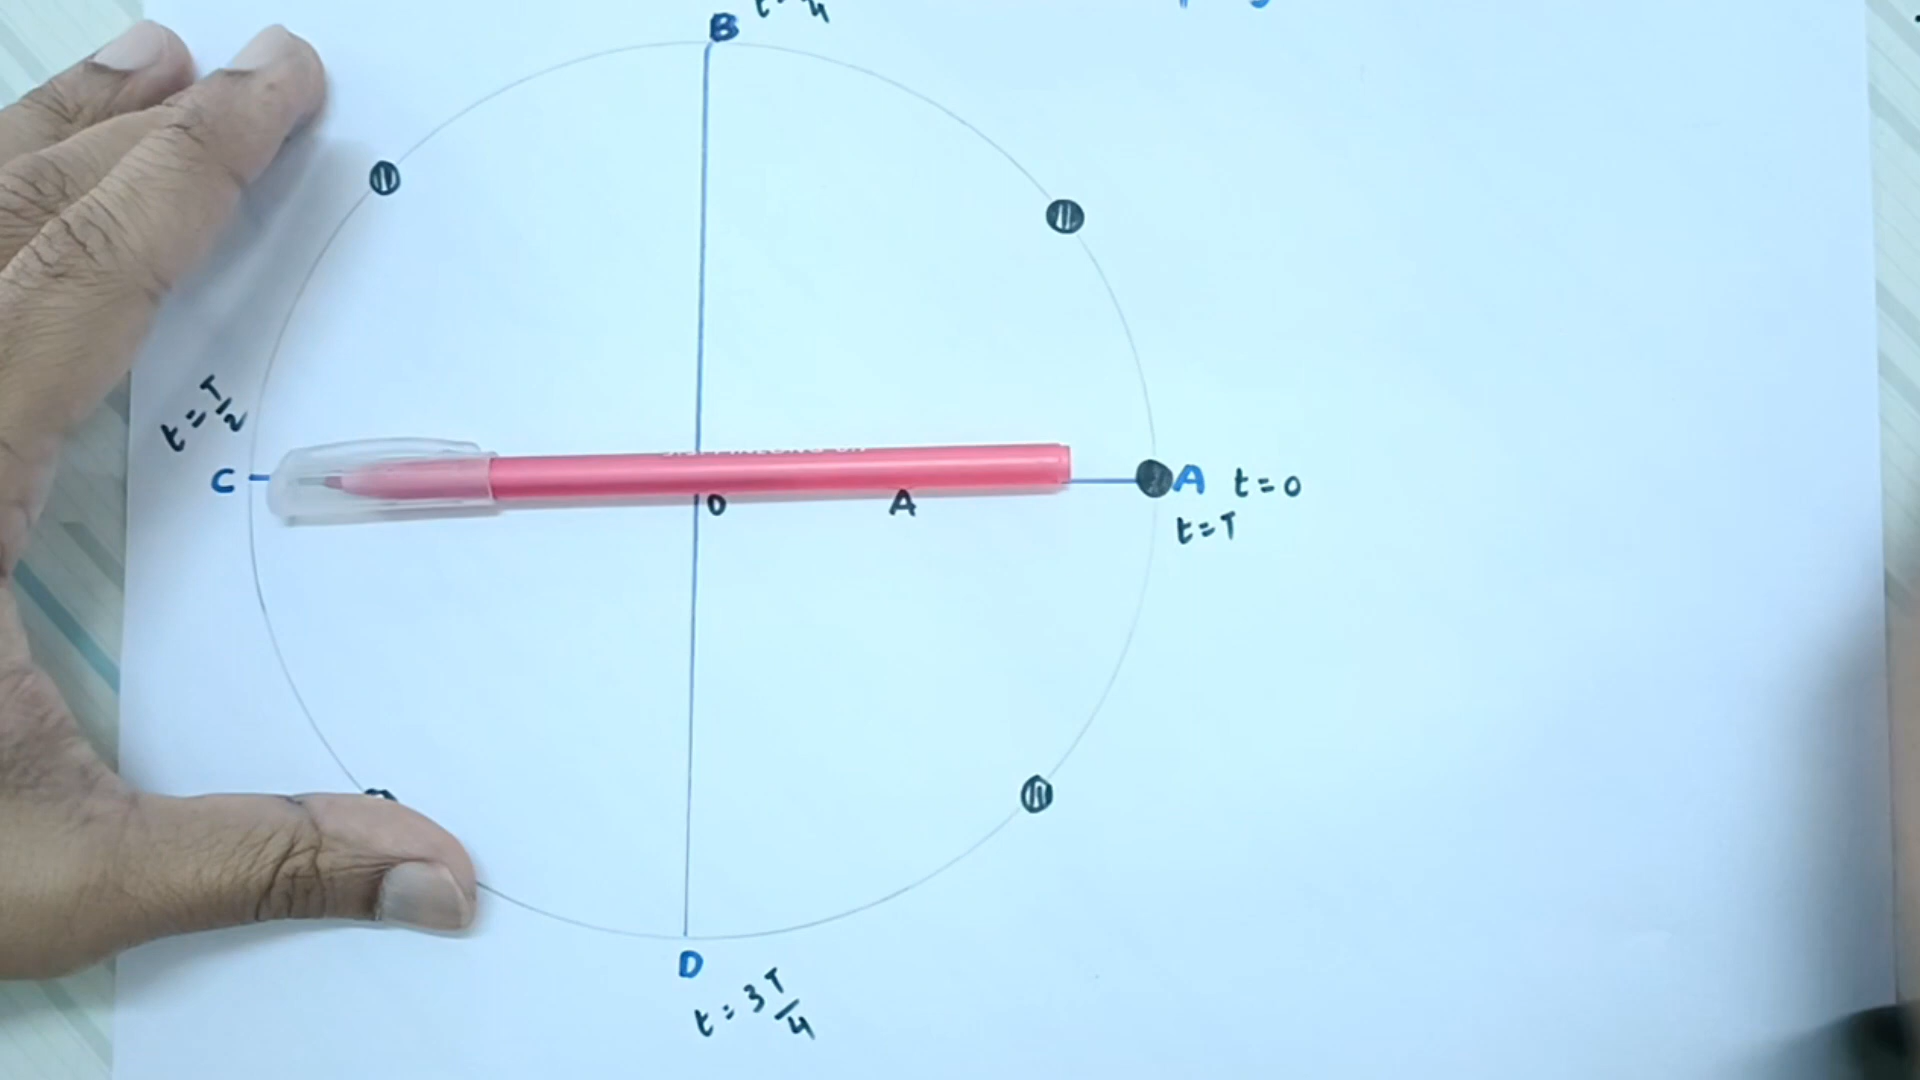 B
t = T/2
C
O
A
A t = 0
t = T
D
t = 3T/4